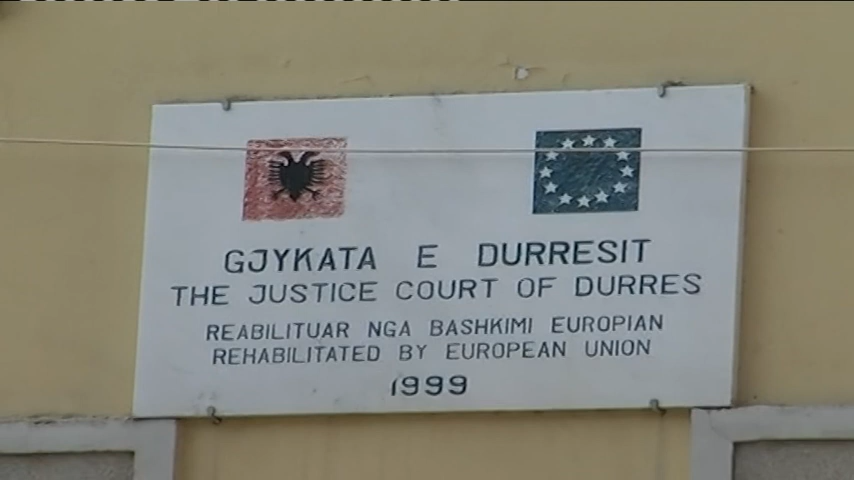 GJYKATA E DURRESIT
THE JUSTICE COURT OF DURRES
REABILITUAR NGA BASHKIMI EUROPIAN
REHABILITATED BY EUROPEAN UNION
1999